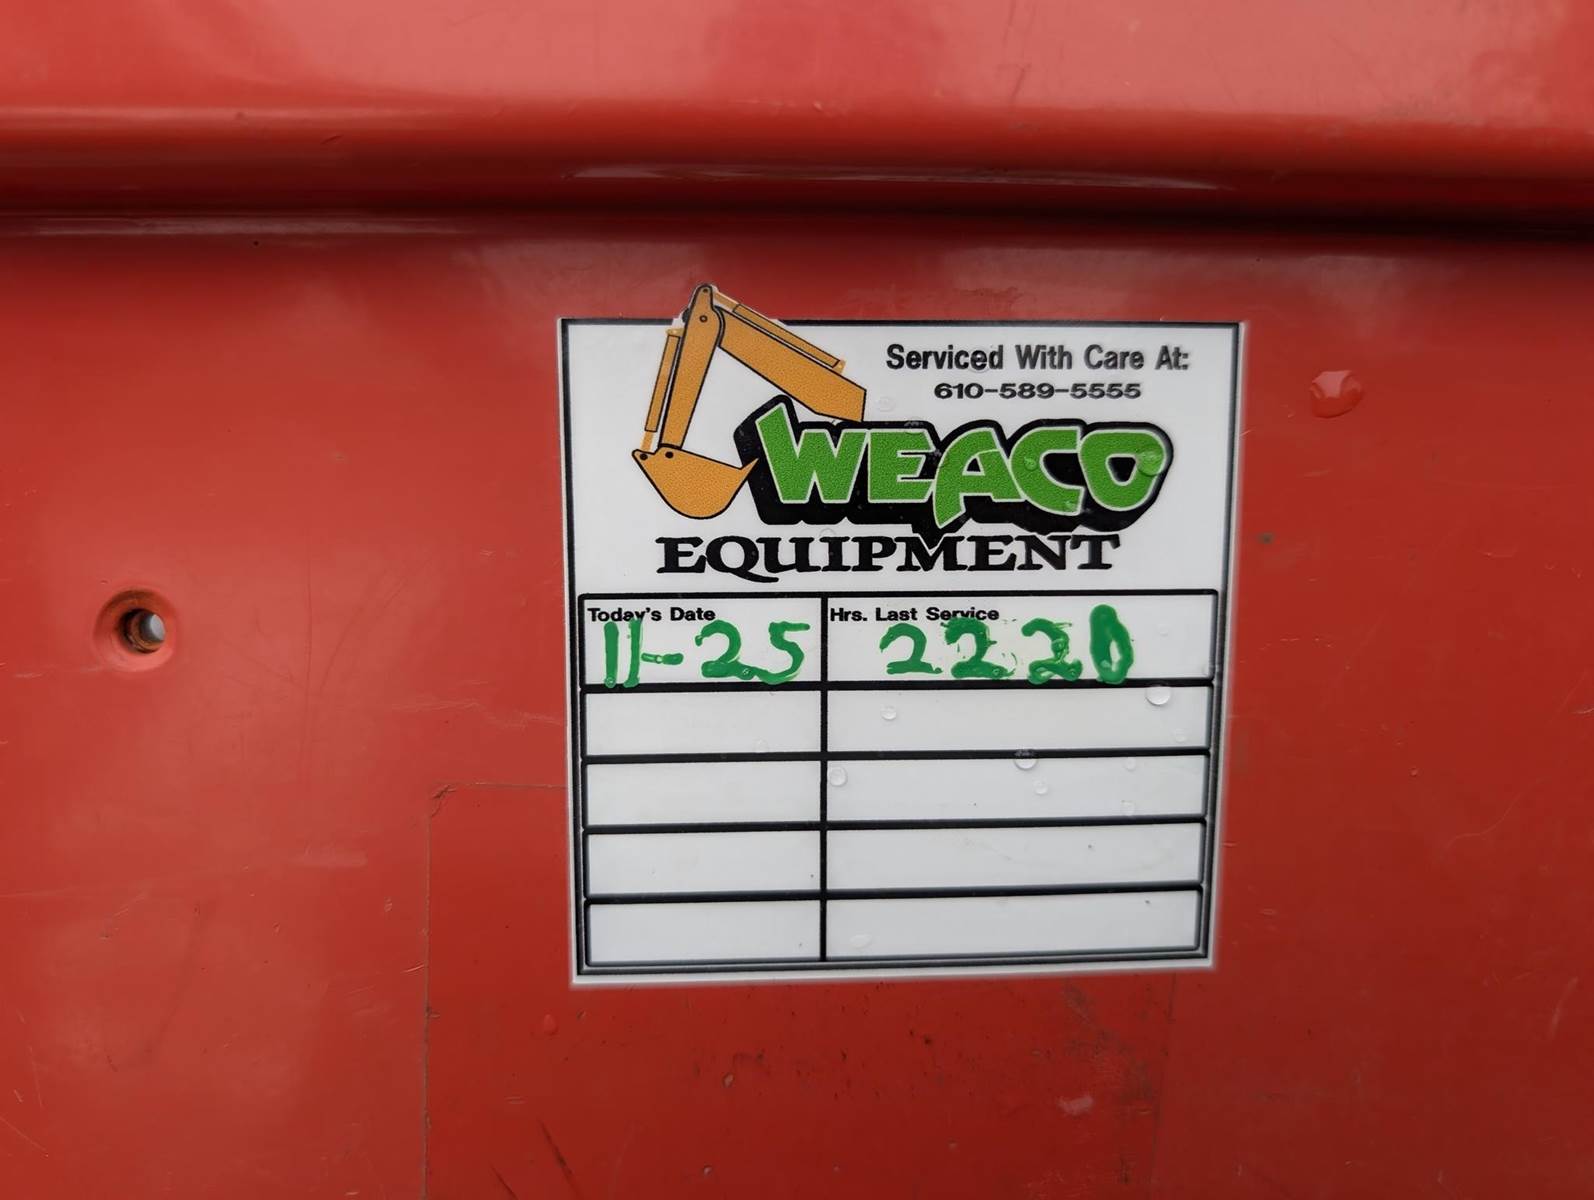 Serviced With Care At:
610-589-5555
WEACO
EQUIPMENT
Today's Date Hrs. Last Service
11-25 2220